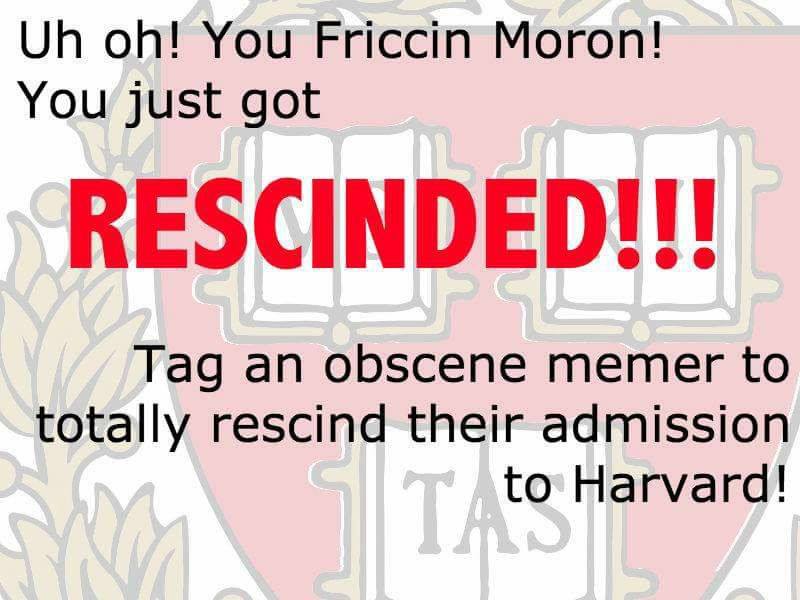 Uh oh! You Friccin Moron!
You just got
RESCINDED!!!
Tag an obscene memer to
totally rescind their admission
to Harvard!
TAS